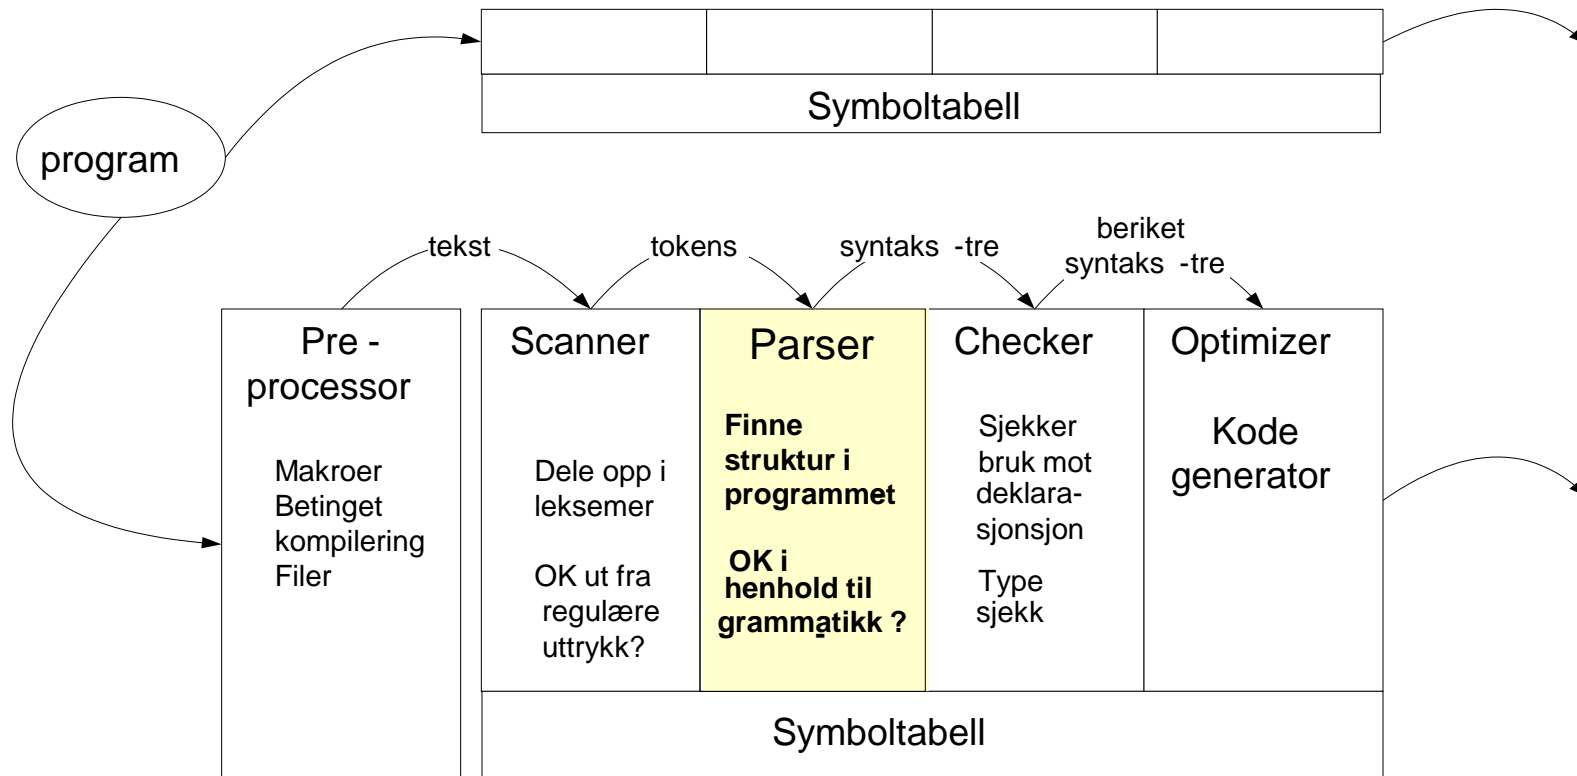 Symboltabell
program
tekst
tokens
syntaks -tre
beriket
syntaks -tre
Pre -
processor
Makroer
Betinget
kompilering
Filer
Scanner
Dele opp i
leksemer
OK ut fra
regulære
uttrykk?
Parser
Finne
struktur i
programmet
OK i
henhold til
grammatikk ?
Checker
Sjekker
bruk mot
deklara-
sjonsjon
Type
sjekk
Optimizer
Kode
generator
Symboltabell